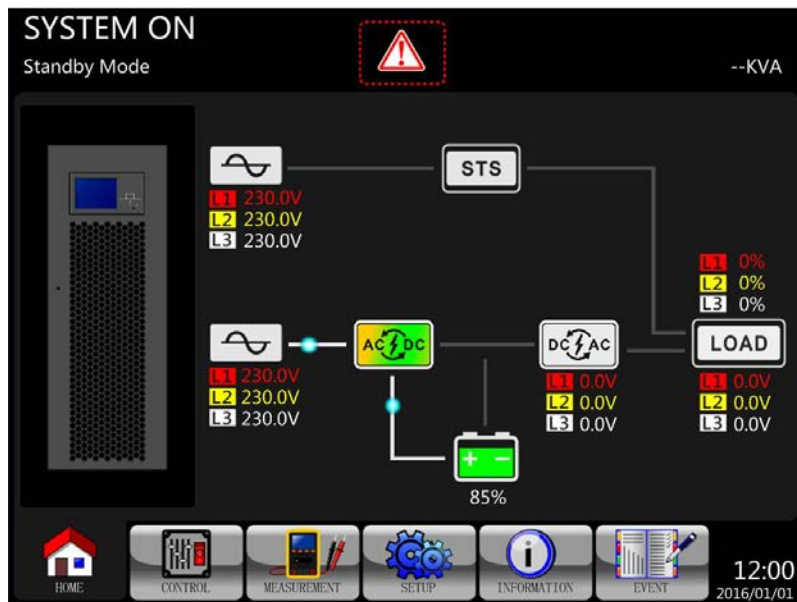 SYSTEM ON
Standby Mode
--KVA
STS
L1 230.0V
L2 230.0V
L3 230.0V
L1 0%
L2 0%
L3 0%
AC DC
DC AC
LOAD
L1 230.0V
L2 230.0V
L3 230.0V
L1 0.0V
L2 0.0V
L3 0.0V
L1 0.0V
L2 0.0V
L3 0.0V
+ −
85%
HOME
CONTROL
MEASUREMENT
SETUP
INFORMATION
EVENT
12:00
2016/01/01